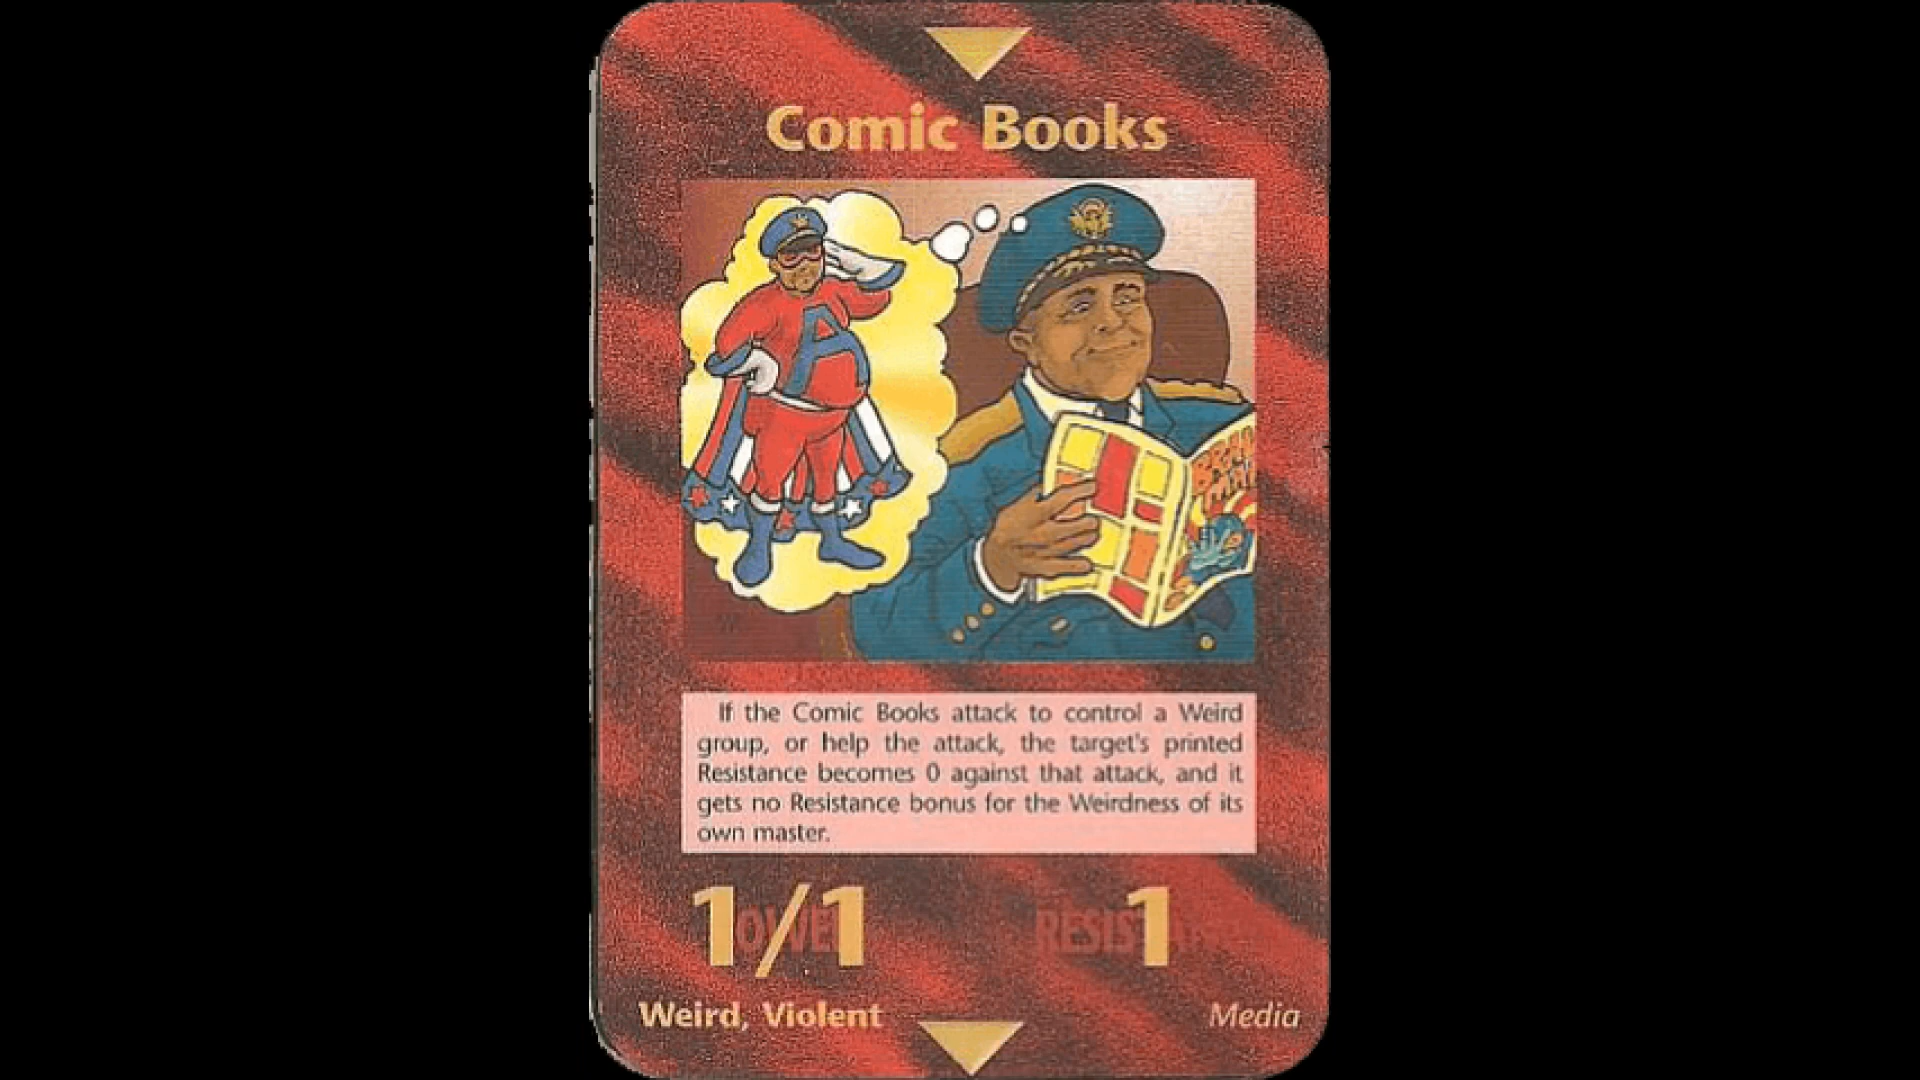 Comic Books
A
If the Comic Books attack to control a Weird
group, or help the attack, the target's printed
Resistance becomes 0 against that attack, and it
gets no Resistance bonus for the Weirdness of its
own master.
1/1
1
Weird, Violent
Media